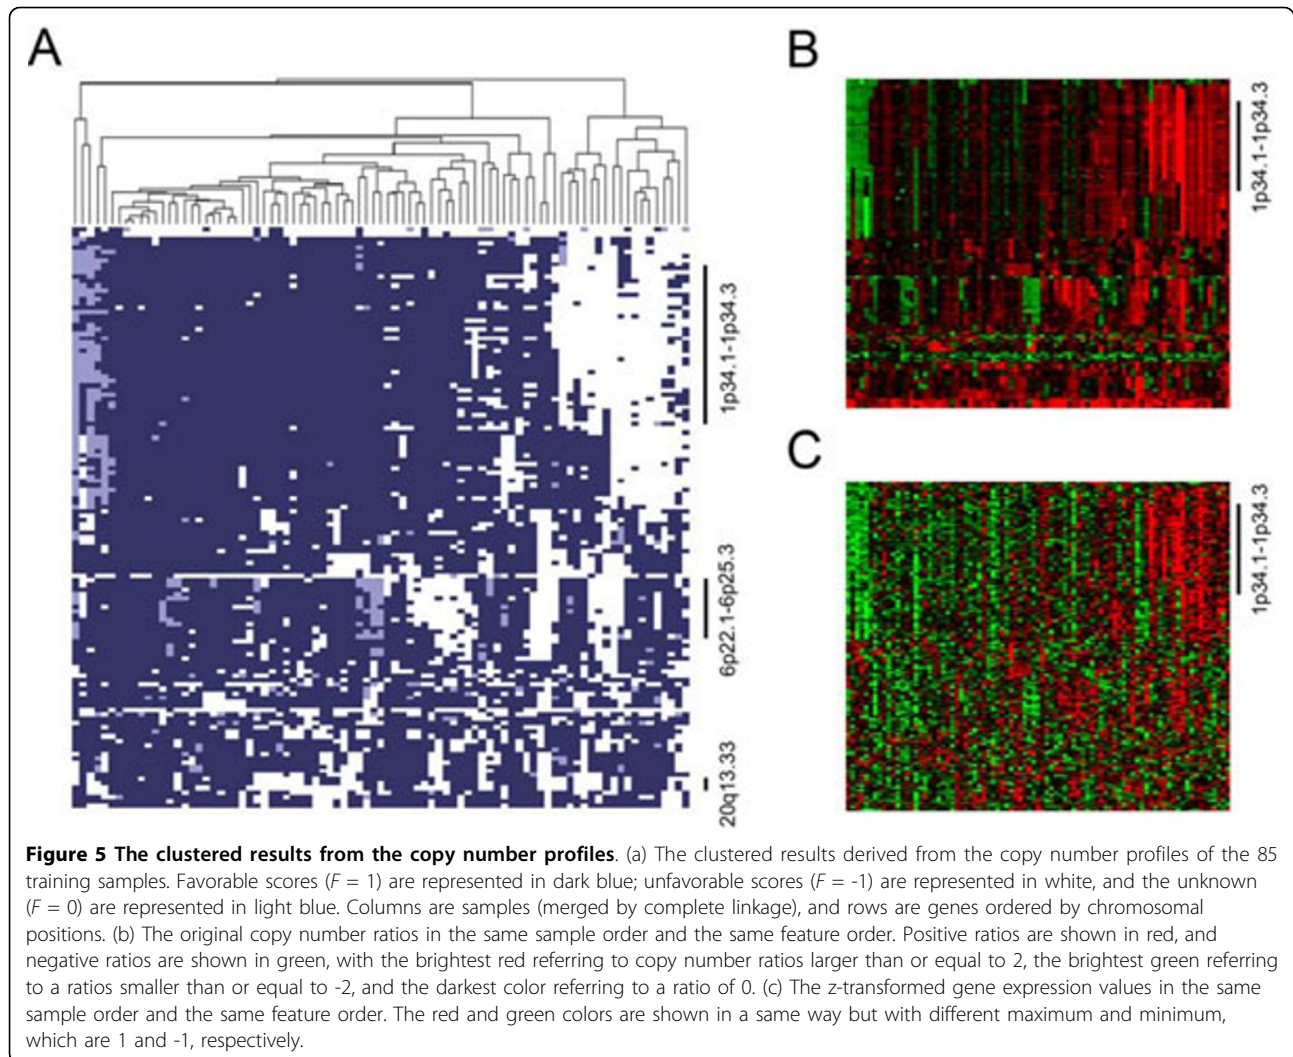 A
B
1p34.1-1p34.3
1p34.1-1p34.3
6p22.1-6p25.3
20q13.33
C
1p34.1-1p34.3
Figure 5 The clustered results from the copy number profiles. (a) The clustered results derived from the copy number profiles of the 85
training samples. Favorable scores (F = 1) are represented in dark blue; unfavorable scores (F = -1) are represented in white, and the unknown
(F = 0) are represented in light blue. Columns are samples (merged by complete linkage), and rows are genes ordered by chromosomal
positions. (b) The original copy number ratios in the same sample order and the same feature order. Positive ratios are shown in red, and
negative ratios are shown in green, with the brightest red referring to copy number ratios larger than or equal to 2, the brightest green referring
to a ratios smaller than or equal to -2, and the darkest color referring to a ratio of 0. (c) The z-transformed gene expression values in the same
sample order and the same feature order. The red and green colors are shown in a same way but with different maximum and minimum,
which are 1 and -1, respectively.